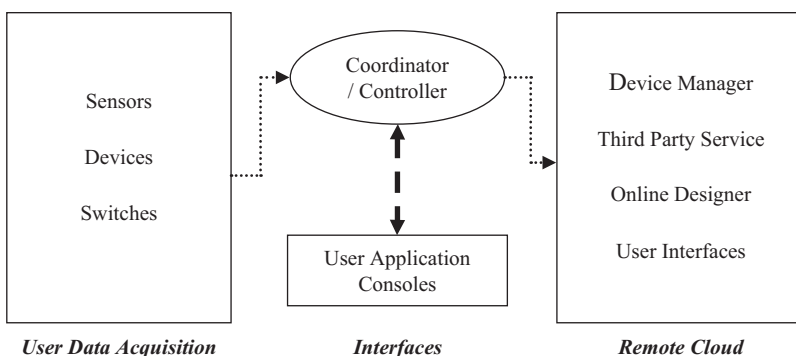 Sensors
Devices
Switches
Coordinator
/ Controller
User Application
Consoles
Device Manager
Third Party Service
Online Designer
User Interfaces
User Data Acquisition
Interfaces
Remote Cloud